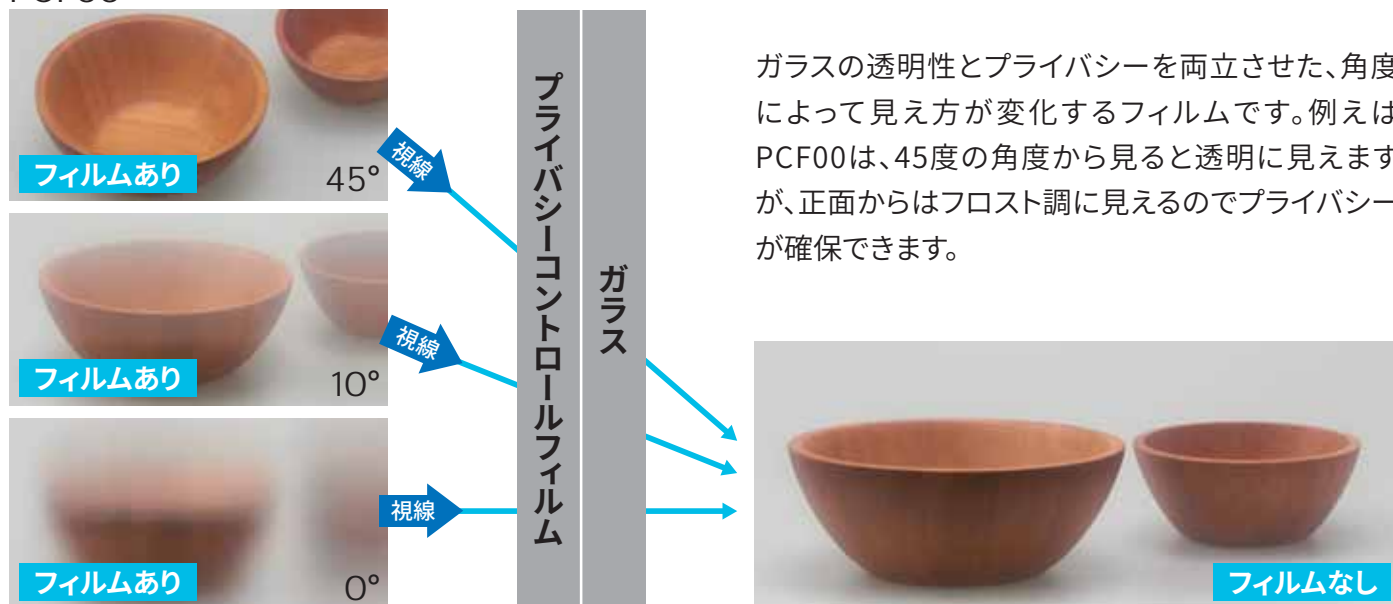 フィルムあり
45°
視線
フィルムあり
10°
視線
フィルムあり
0°
視線
プライバシーコントロールフィルム
ガラス
ガラスの透明性とプライバシーを両立させた、角度
によって見え方が変化するフィルムです。例えは
PCF00は、45度の角度から見ると透明に見えます
が、正面からはフロスト調に見えるのでプライバシー
が確保できます。
フィルムなし